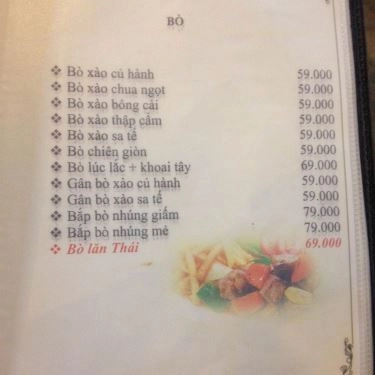 BÒ
❖ Bò xào củ hành 59.000
❖ Bò xào chua ngọt 59.000
❖ Bò xào bông cải 59.000
❖ Bò xào thập cẩm 59.000
❖ Bò xào sa tế 59.000
❖ Bò chiên giòn 59.000
❖ Bò lúc lắc + khoai tây 69.000
❖ Gân bò xào củ hành 59.000
❖ Gân bò xào sa tế 59.000
❖ Bắp bò nhúng giấm 79.000
❖ Bắp bò nhúng mẻ 79.000
❖ Bò lăn Thái 69.000